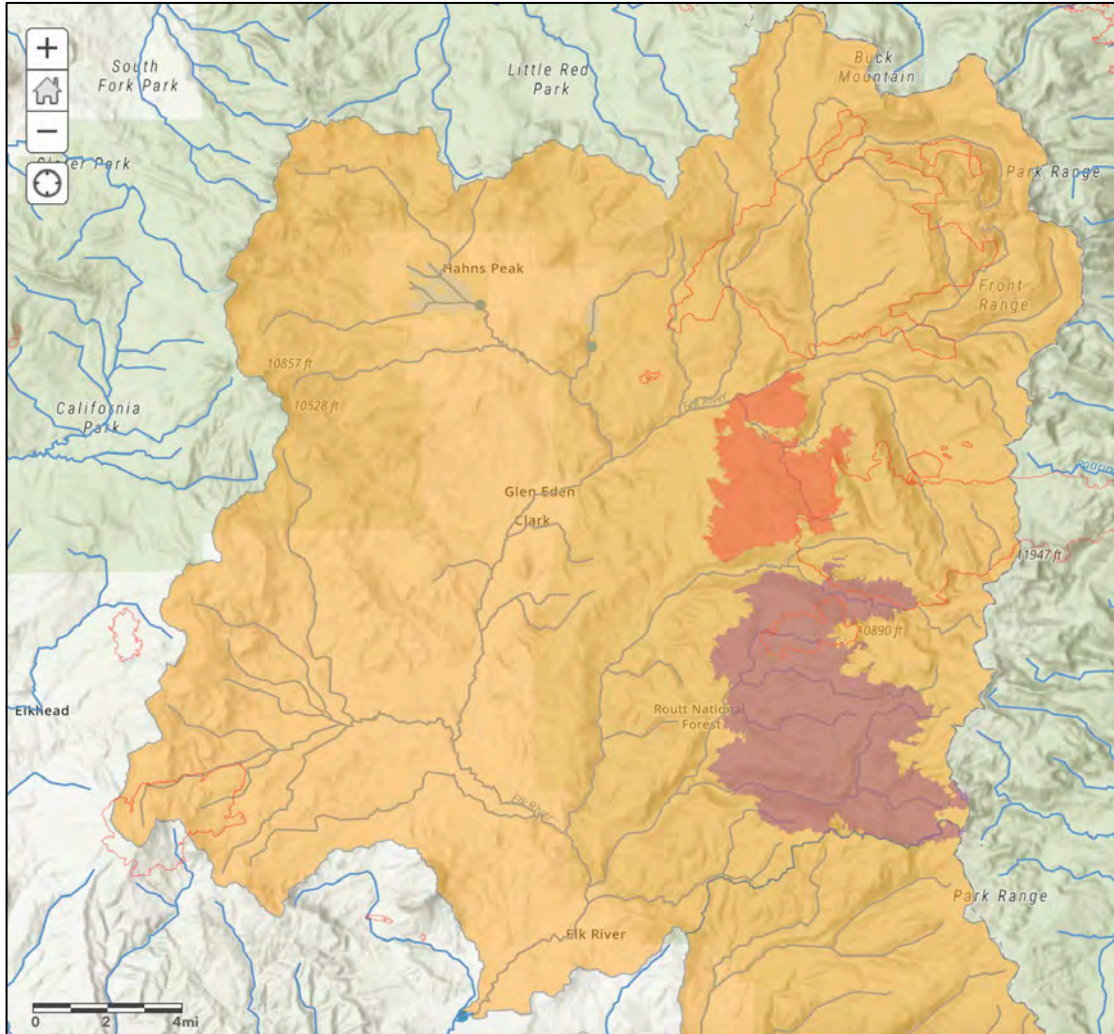 +
−
South
Fork Park
Little Red
Park
Buck
Mountain
Park
Park Range
Hahns Peak
Front
Range
10857 ft
10528 ft
Elk River
California
Park
Glen Eden
Clark
11947 ft
10890 ft
Elkhead
Routt National
Forest
Elk River
Park Range
Elk River
0 2 4mi